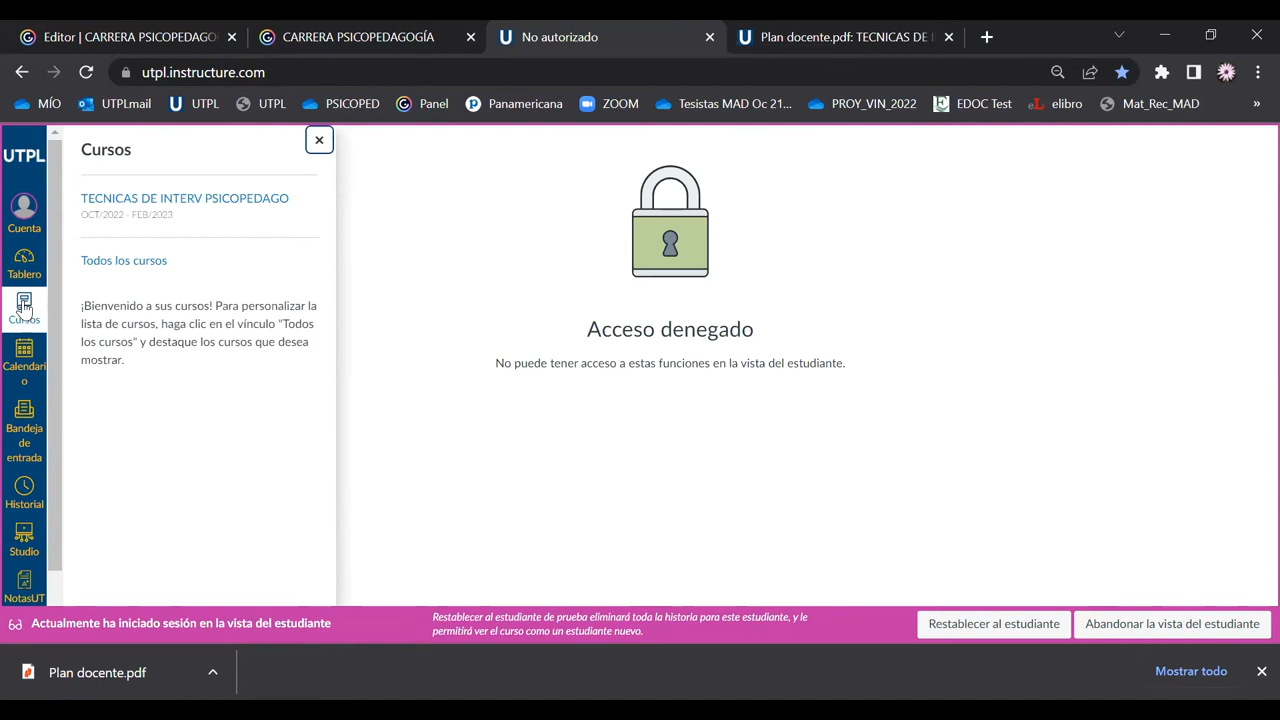 Editor | CARRERA PSICOPEDAGO
CARRERA PSICOPEDAGOGÍA
No autorizado
Plan docente.pdf: TECNICAS DE I
utpl.instructure.com
MÍO
UTPLmail
UTPL
UTPL
PSICOPED
Panel
Panamericana
ZOOM
Tesistas MAD Oc 21...
PROY_VIN_2022
EDOC Test
elibro
Mat_Rec_MAD
»
UTPL
Cuenta
Tablero
Cursos
Calendari
o
Bandeja
de
entrada
Historial
Studio
NotasUT
Cursos
TECNICAS DE INTERV PSICOPEDAGO
OCT/2022 - FEB/2023
Todos los cursos
¡Bienvenido a sus cursos! Para personalizar la
lista de cursos, haga clic en el vínculo "Todos
los cursos" y destaque los cursos que desea
mostrar.
Acceso denegado
No puede tener acceso a estas funciones en la vista del estudiante.
Actualmente ha iniciado sesión en la vista del estudiante
Restablecer al estudiante de prueba eliminará toda la historia para este estudiante, y le
permitirá ver el curso como un estudiante nuevo.
Restablecer al estudiante
Abandonar la vista del estudiante
Plan docente.pdf
Mostrar todo